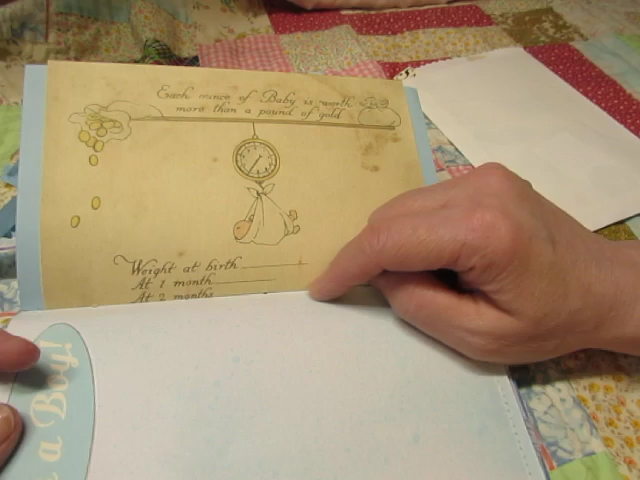 Each ounce of Baby is worth
more than a pound of gold
Weight at birth
At 1 month
At 2 months
a Boy!